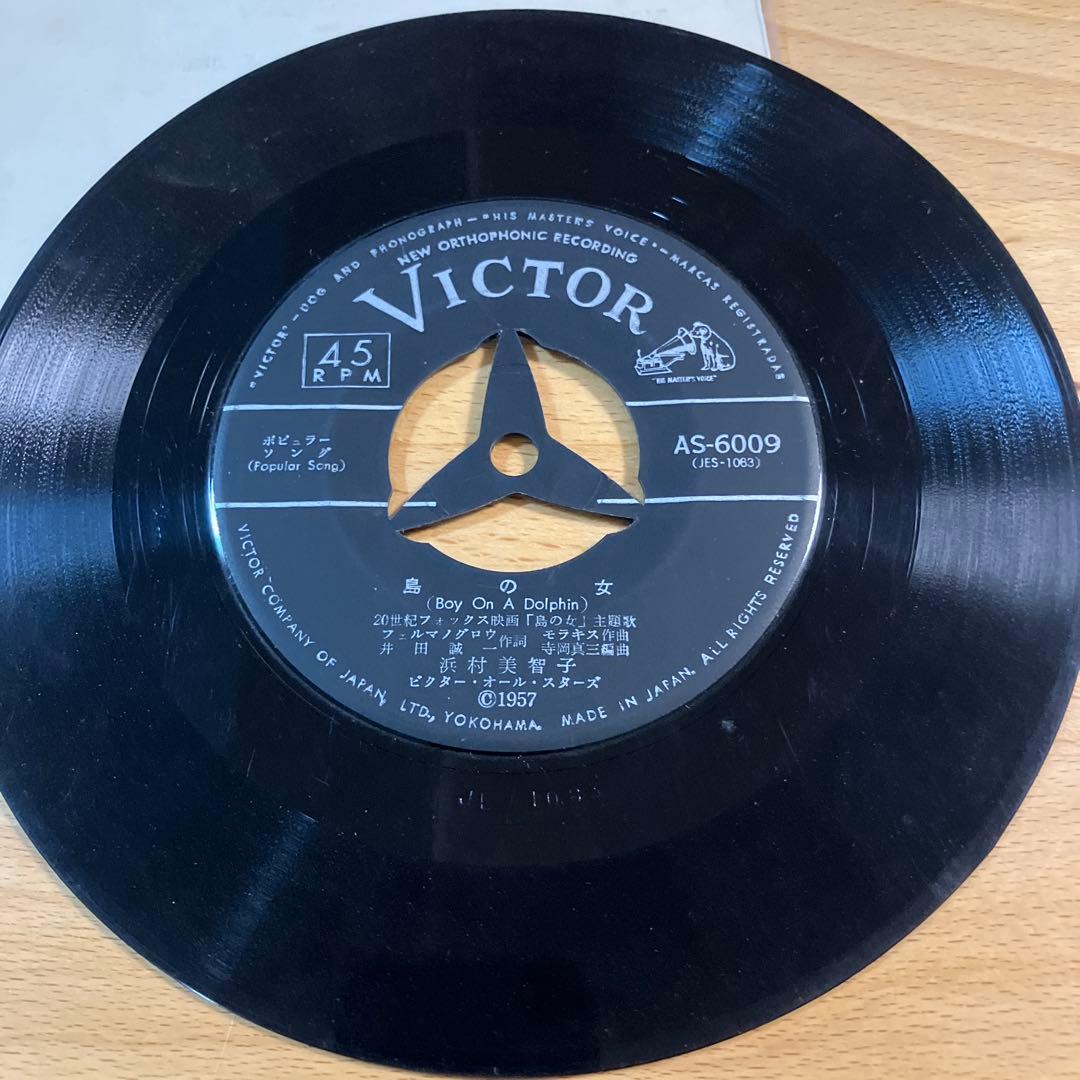 "VICTOR" — DOG AND PHONOGRAPH — "HIS MASTER'S VOICE" — MARCAS REGISTRADAS
NEW ORTHOPHONIC RECORDING
VICTOR
"HIS MASTER'S VOICE"
45
RPM
ポピュラー
ソング
(Popular Song)
AS-6009
(JES-1083)
島の女
(Boy On A Dolphin)
20世紀フォックス映画「島の女」主題歌
フェルマノグロウ
井田誠一作詞
モラキス作曲
寺岡真三編曲
浜村美智子
ビクター・オール・スターズ
©1957
VICTOR COMPANY OF JAPAN, LTD., YOKOHAMA. MADE IN JAPAN. ALL RIGHTS RESERVED